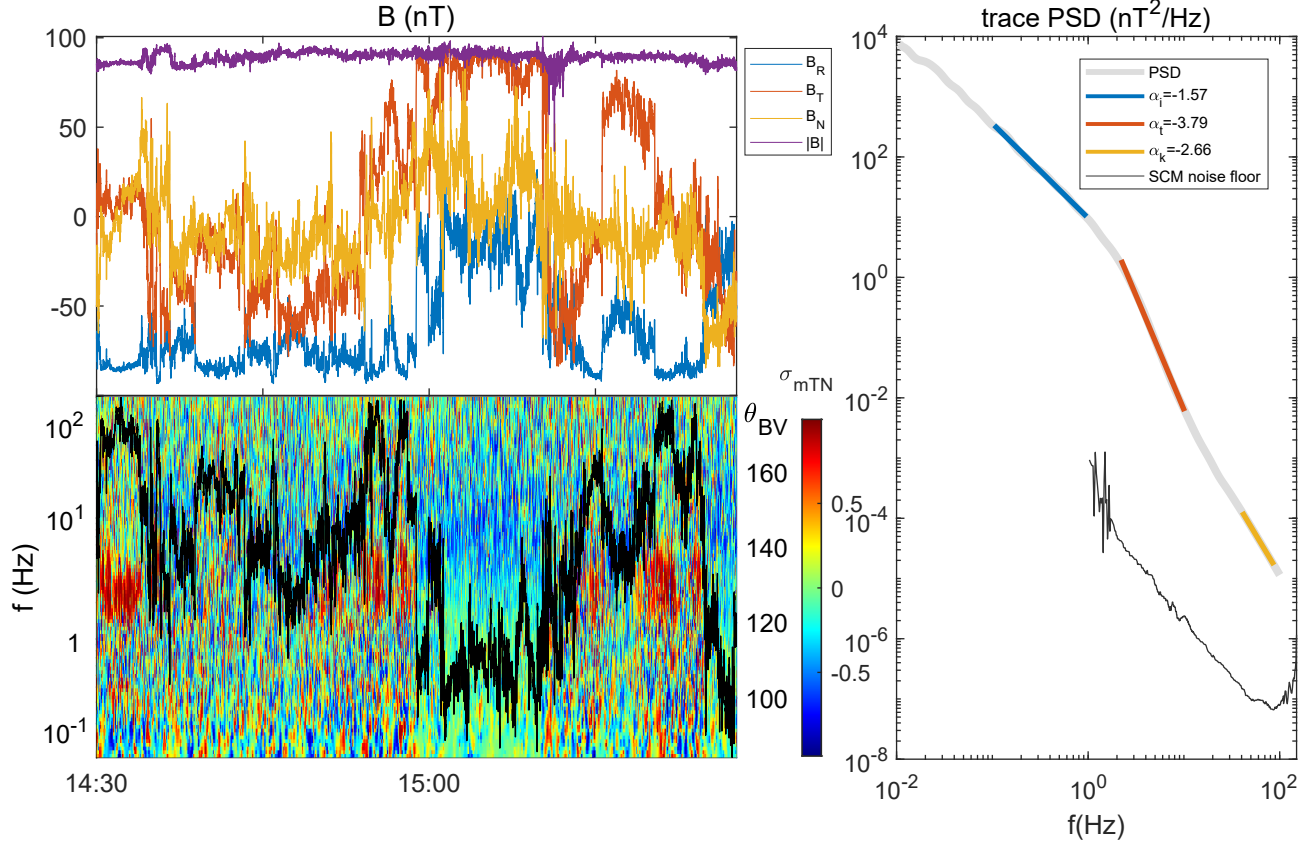 B (nT)
100
50
0
-50
B_R
B_T
B_N
|B|
σ_mTN
θ_BV
10^2
10^1
1
10^-1
f (Hz)
160
140
120
100
0.5
0
-0.5
14:30
15:00
trace PSD (nT^2/Hz)
10^4
10^2
10^0
10^-2
10^-4
10^-6
10^-8
PSD
α_i=-1.57
α_t=-3.79
α_k=-2.66
SCM noise floor
10^-2
10^0
10^2
f(Hz)